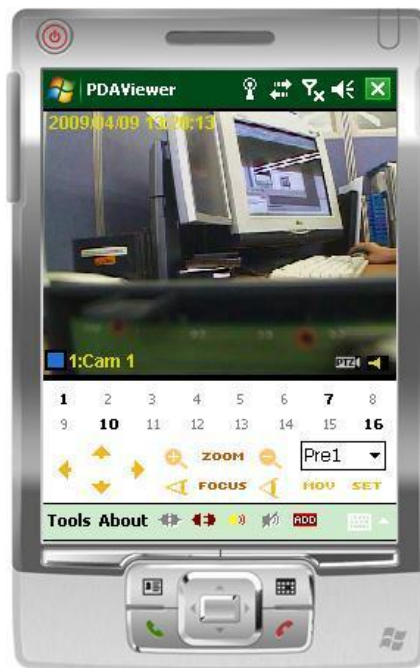 PDAViewer
2009/04/09 13:28:13
1:Cam 1
PTZ
1 2 3 4 5 6 7 8
9 10 11 12 13 14 15 16
ZOOM
Pre1
FOCUS
MOV SET
Tools About ADD